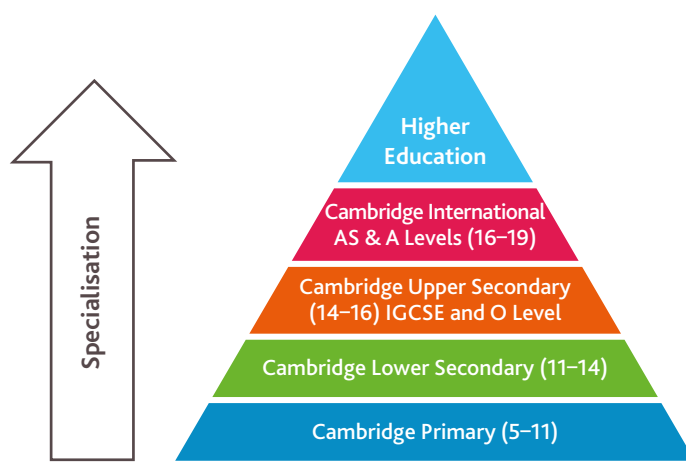 Specialisation
Higher
Education
Cambridge International
AS & A Levels (16–19)
Cambridge Upper Secondary
(14–16) IGCSE and O Level
Cambridge Lower Secondary (11–14)
Cambridge Primary (5–11)